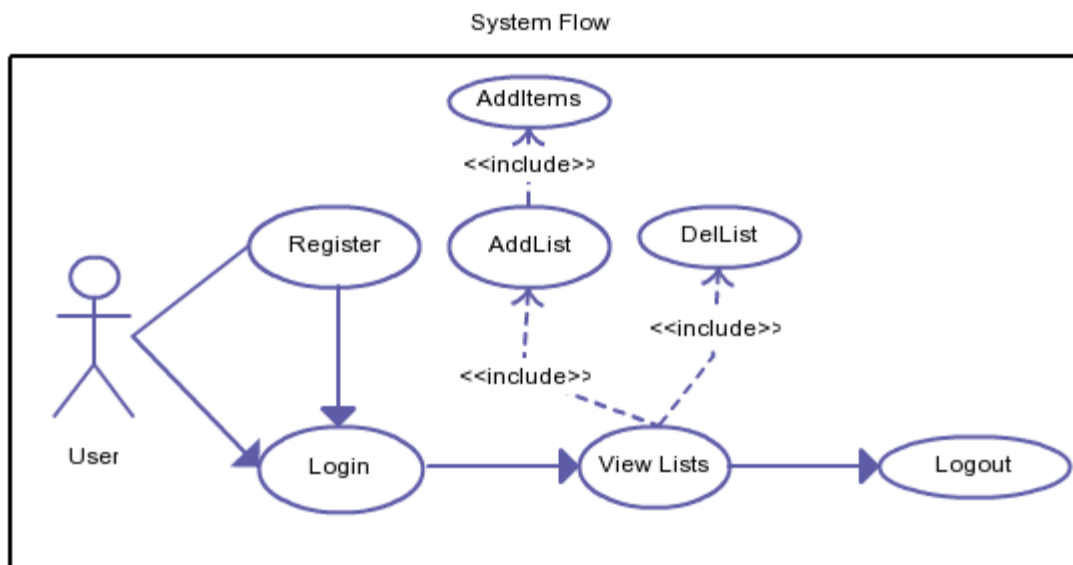 System Flow
AddItems
<<include>>
Register
AddList
DelList
<<include>>
<<include>>
User
Login
View Lists
Logout